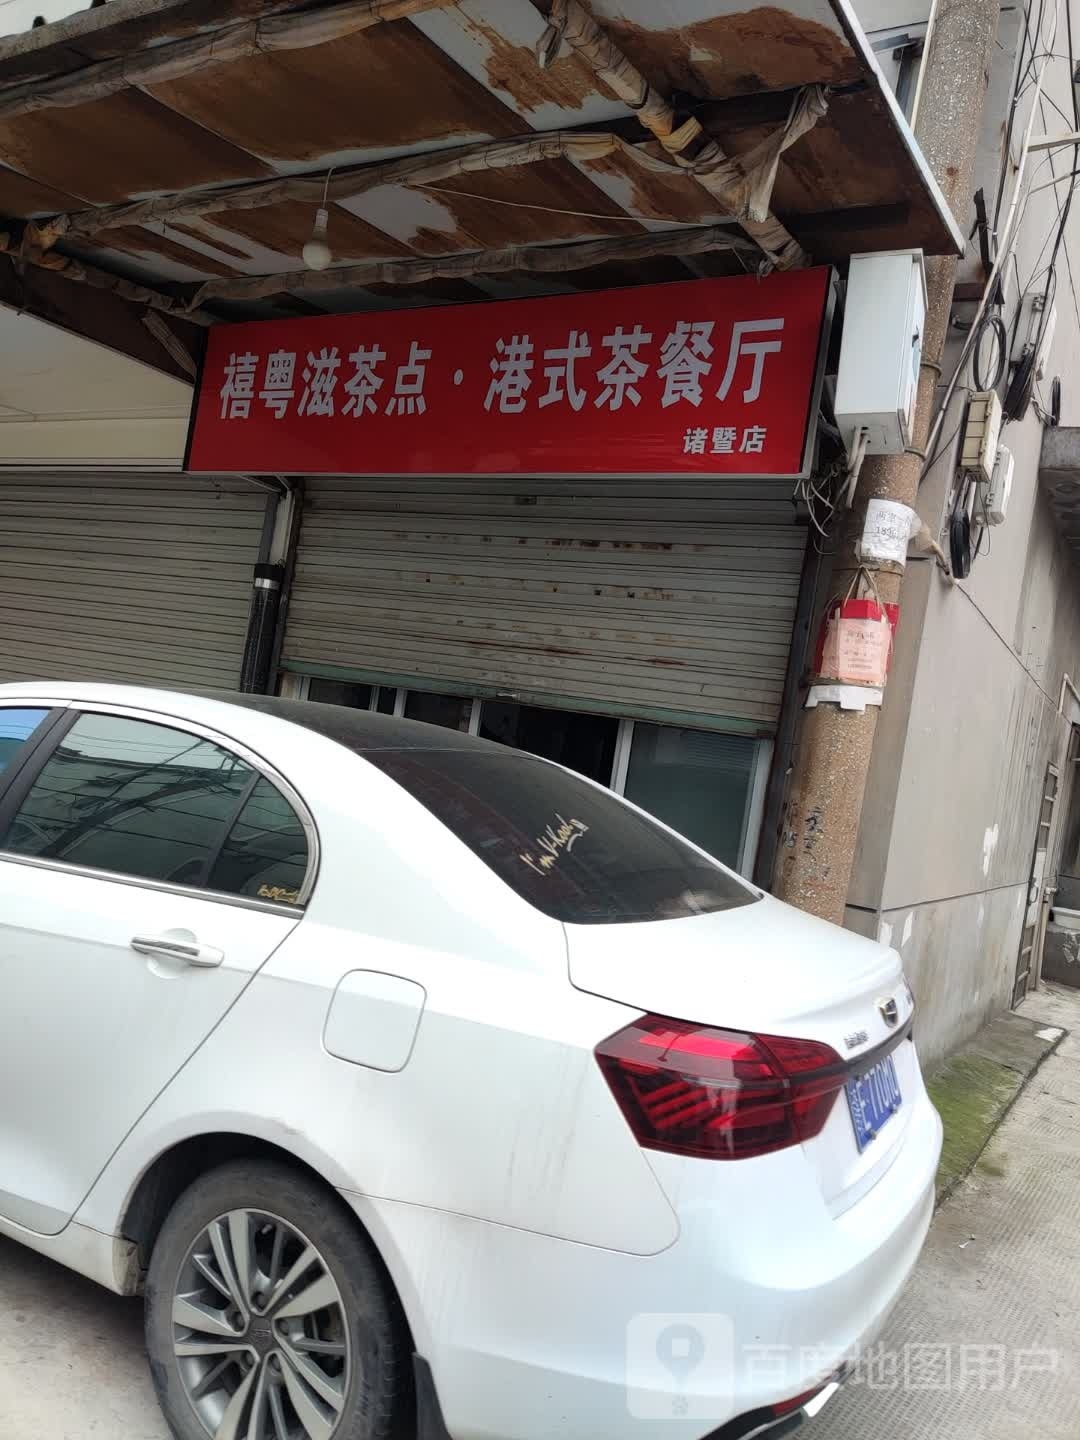 禧粤滋茶点·港式茶餐厅
诸暨店
I'm V-Kool
百度地图用户